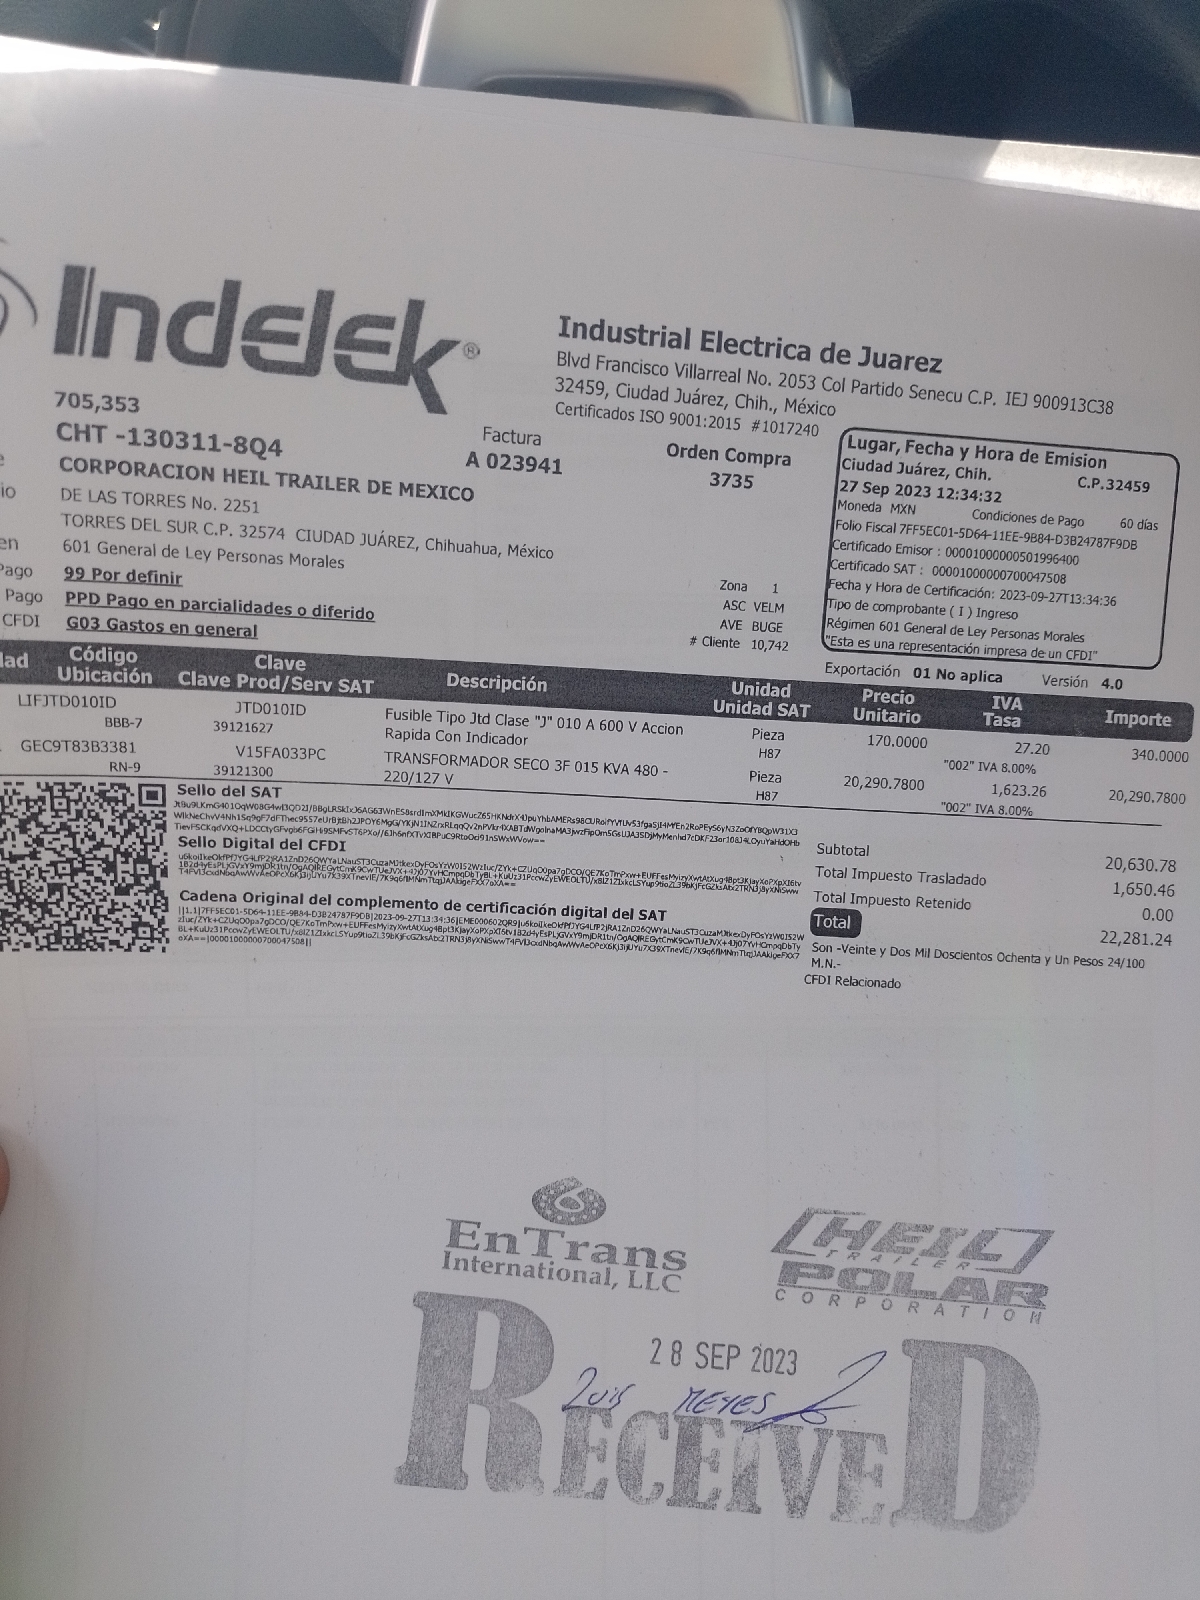 Indelek®
Industrial Electrica de Juarez
Blvd Francisco Villarreal No. 2053 Col Partido Senecu C.P. IEJ 900913C38
32459, Ciudad Juárez, Chih., México
Certificados ISO 9001:2015 #1017240
705,353
CHT -130311-8Q4
Factura
A 023941
Orden Compra
3735
CORPORACION HEIL TRAILER DE MEXICO
DE LAS TORRES No. 2251
TORRES DEL SUR C.P. 32574 CIUDAD JUÁREZ, Chihuahua, México
601 General de Ley Personas Morales
99 Por definir
Pago PPD Pago en parcialidades o diferido
CFDI G03 Gastos en general
Lugar, Fecha y Hora de Emision
Ciudad Juárez, Chih. C.P.32459
27 Sep 2023 12:34:32
Moneda MXN Condiciones de Pago 60 días
Folio Fiscal 7FF5EC01-5D64-11EE-9B84-D3B24787F9DB
Certificado Emisor : 00001000000501996400
Certificado SAT : 00001000000700047508
Fecha y Hora de Certificación: 2023-09-27T13:34:36
Tipo de comprobante ( I ) Ingreso
Régimen 601 General de Ley Personas Morales
"Esta es una representación impresa de un CFDI"
Zona 1
ASC VELM
AVE BUGE
# Cliente 10,742
Exportación 01 No aplica Versión 4.0
Código Ubicación
Clave
Clave Prod/Serv SAT
Descripción
Unidad
Unidad SAT
Precio Unitario
IVA Tasa
Importe
LIFJTD010ID JTD010ID Fusible Tipo Jtd Clase "J" 010 A 600 V Accion Pieza 170.0000 27.20 340.0000
BBB-7 39121627 Rapida Con Indicador H87 "002" IVA 8.00%
GEC9T83B3381 V15FA033PC TRANSFORMADOR SECO 3F 015 KVA 480 - Pieza 20,290.7800 1,623.26 20,290.7800
RN-9 39121300 220/127 V H87 "002" IVA 8.00%
Sello del SAT
Sello Digital del CFDI
Cadena Original del complemento de certificación digital del SAT
Subtotal 20,630.78
Total Impuesto Trasladado 1,650.46
Total Impuesto Retenido 0.00
Total 22,281.24
Son -Veinte y Dos Mil Doscientos Ochenta y Un Pesos 24/100
M.N.-
CFDI Relacionado
EnTrans
International, LLC
HEIL
TRAILER
POLAR
CORPORATION
28 SEP 2023
Luis Reyes
RECEIVED